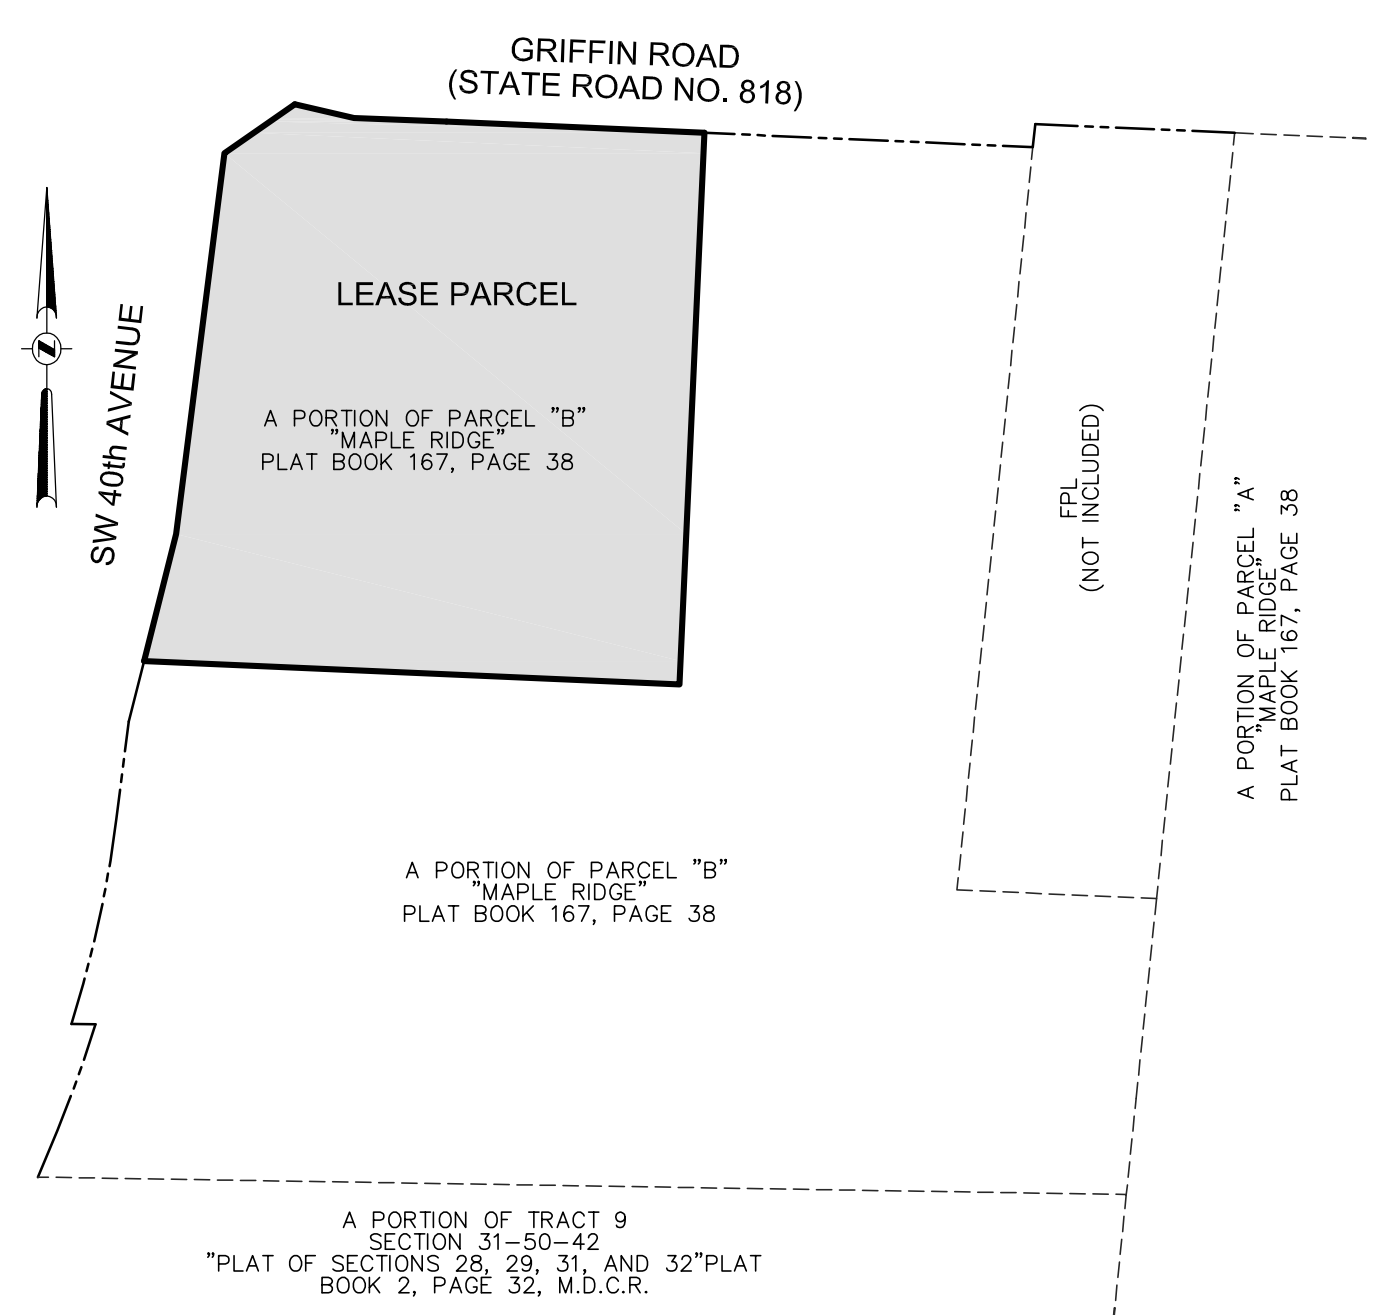 GRIFFIN ROAD
(STATE ROAD NO. 818)
LEASE PARCEL
A PORTION OF PARCEL "B"
"MAPLE RIDGE"
PLAT BOOK 167, PAGE 38
SW 40th AVENUE
Z
FPL
(NOT INCLUDED)
A PORTION OF PARCEL "A"
"MAPLE RIDGE"
PLAT BOOK 167, PAGE 38
A PORTION OF PARCEL "B"
"MAPLE RIDGE"
PLAT BOOK 167, PAGE 38
A PORTION OF TRACT 9
SECTION 31-50-42
"PLAT OF SECTIONS 28, 29, 31, AND 32"PLAT
BOOK 2, PAGE 32, M.D.C.R.